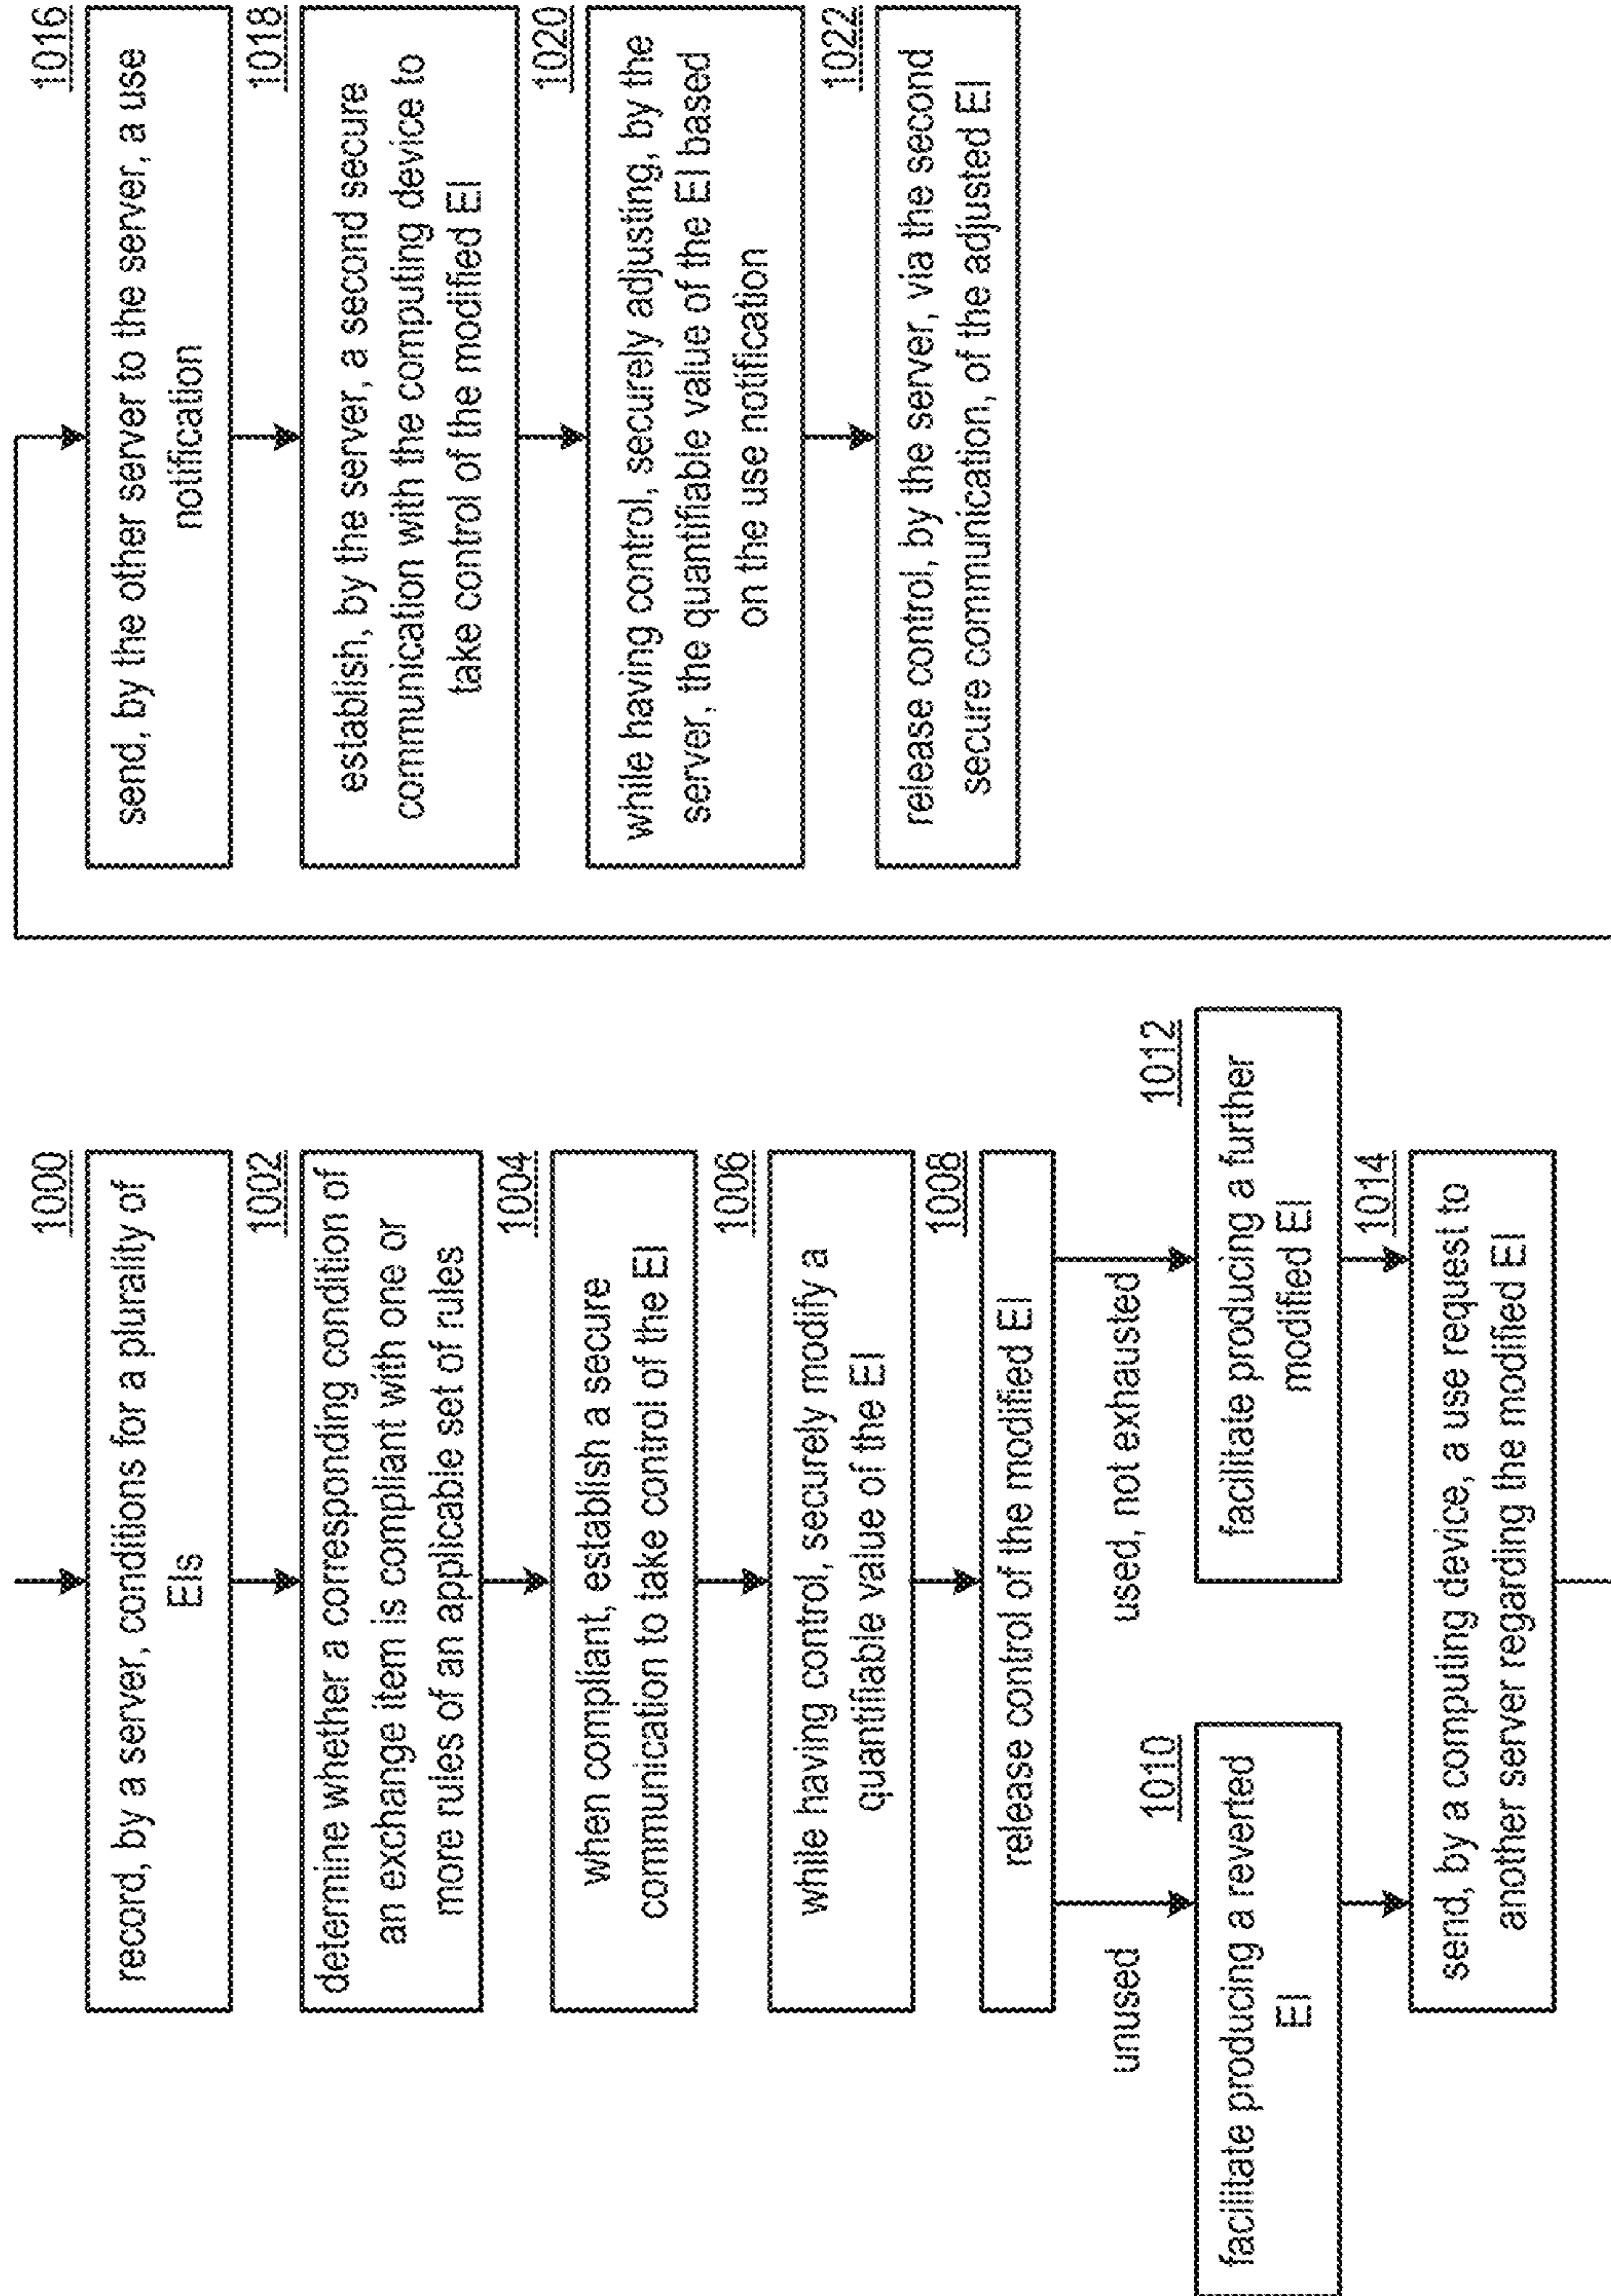 1000
record, by a server, conditions for a plurality of
EIs
1002
determine whether a corresponding condition of
an exchange item is compliant with one or
more rules of an applicable set of rules
1004
when compliant, establish a secure
communication to take control of the EI
1006
while having control, securely modify a
quantifiable value of the EI
1008
release control of the modified EI
unused
used, not exhausted
1010
facilitate producing a reverted
EI
1012
facilitate producing a further
modified EI
1014
send, by a computing device, a use request to
another server regarding the modified EI
1016
send, by the other server to the server, a use
notification
1018
establish, by the server, a second secure
communication with the computing device to
take control of the modified EI
1020
while having control, securely adjusting, by the
server, the quantifiable value of the EI based
on the use notification
1022
release control, by the server, via the second
secure communication, of the adjusted EI